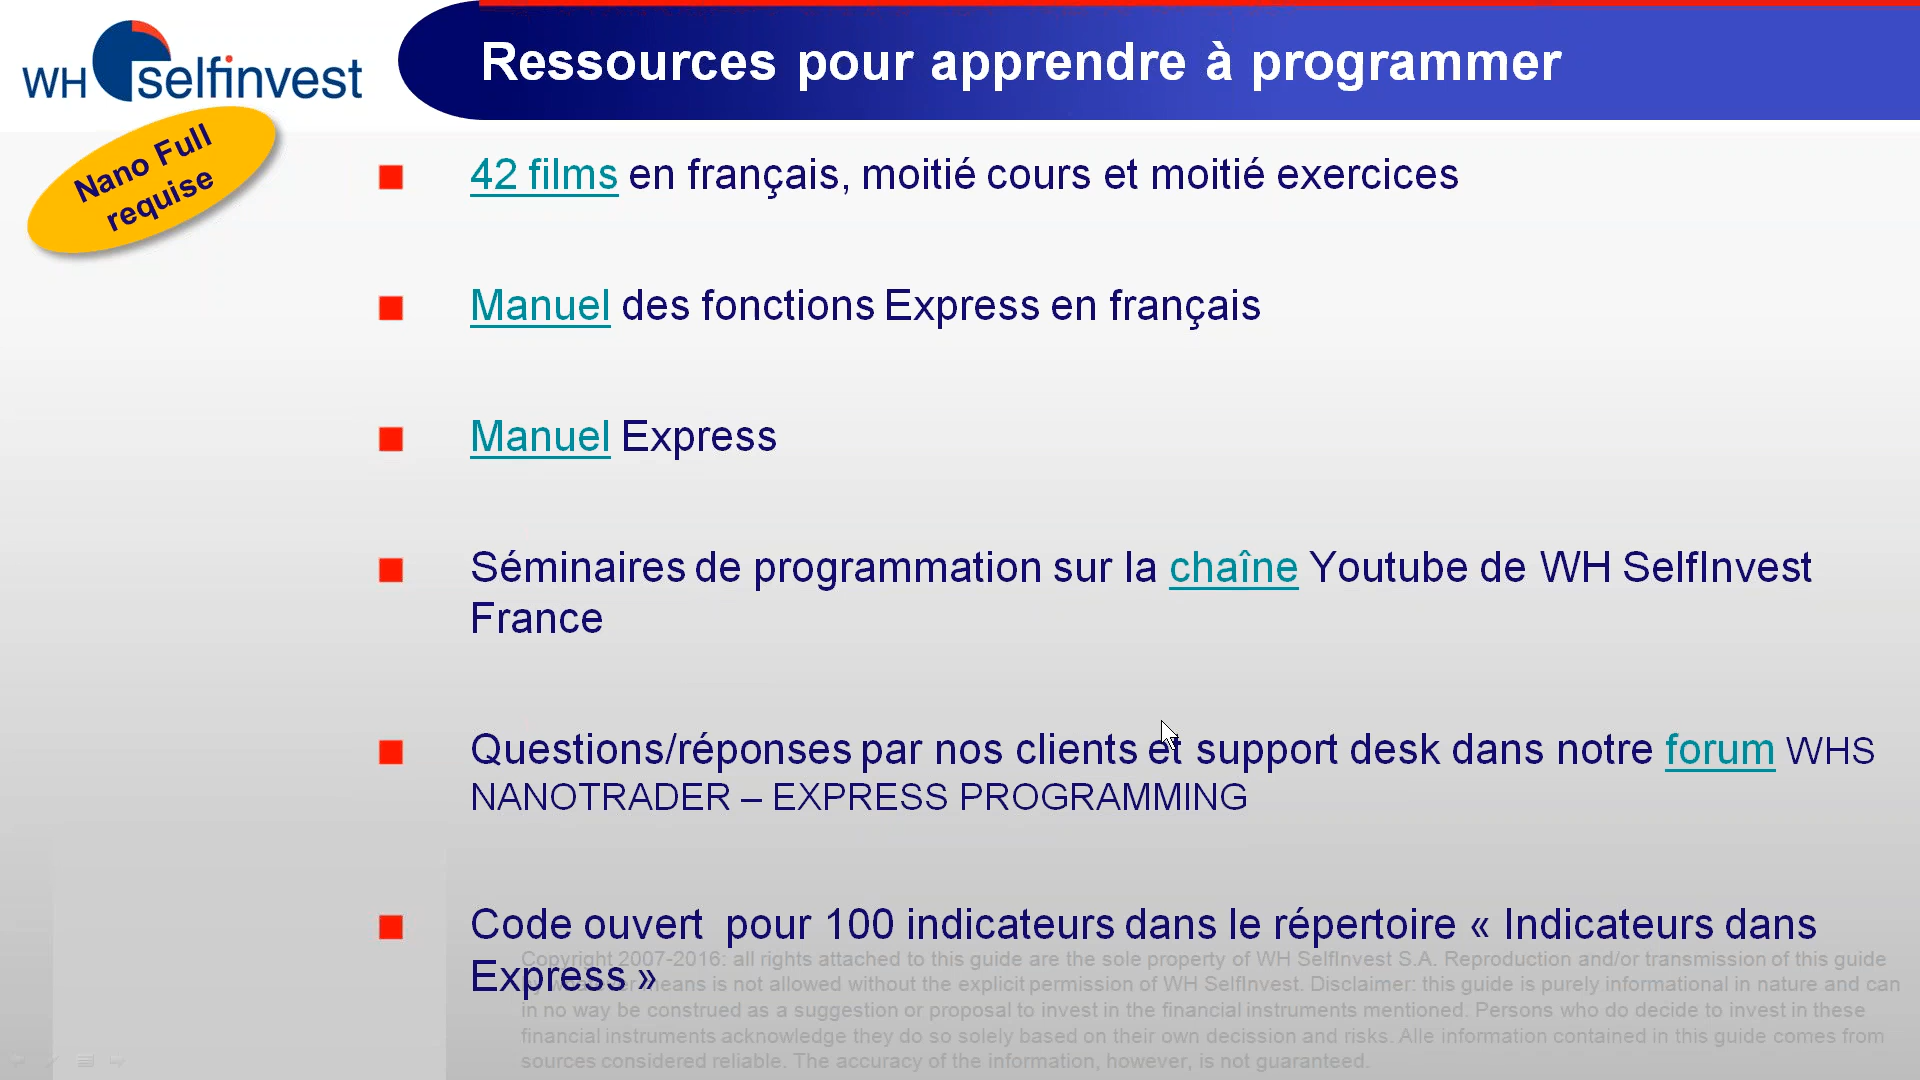 WH selfinvest
Ressources pour apprendre à programmer
Nano Full
requise
42 films en français, moitié cours et moitié exercices
Manuel des fonctions Express en français
Manuel Express
Séminaires de programmation sur la chaîne Youtube de WH SelfInvest
France
Questions/réponses par nos clients et support desk dans notre forum WHS
NANOTRADER – EXPRESS PROGRAMMING
Code ouvert pour 100 indicateurs dans le répertoire « Indicateurs dans
Express »
Copyright 2007-2016: all rights attached to this guide are the sole property of WH SelfInvest S.A. Reproduction and/or transmission of this guide
means is not allowed without the explicit permission of WH SelfInvest. Disclaimer: this guide is purely informational in nature and can
in no way be construed as a suggestion or proposal to invest in the financial instruments mentioned. Persons who do decide to invest in these
financial instruments acknowledge they do so solely based on their own decission and risks. Alle information contained in this guide comes from
sources considered reliable. The accuracy of the information, however, is not guaranteed.